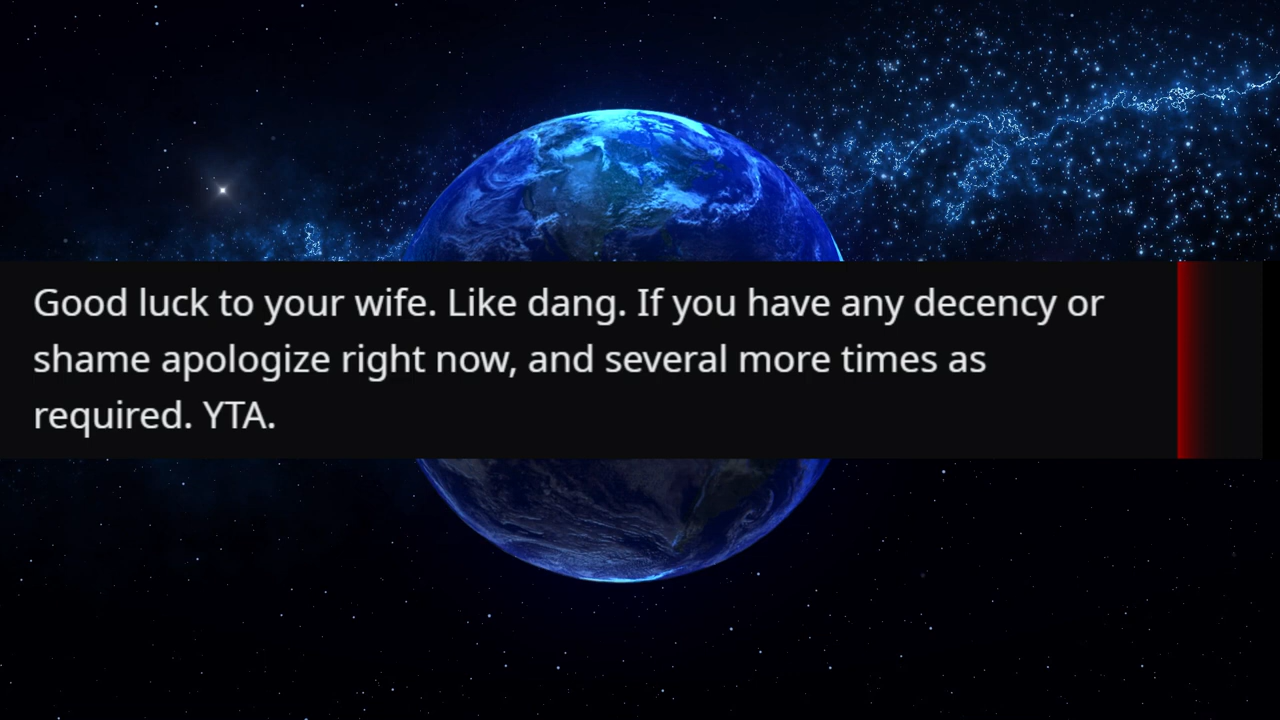 Good luck to your wife. Like dang. If you have any decency or
shame apologize right now, and several more times as
required. YTA.